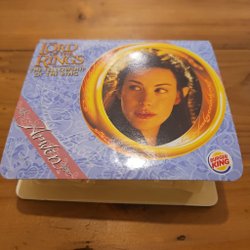 THE
LORD
OF THE
RINGS
THE FELLOWSHIP
OF THE RING
Arwen
BURGER
KING